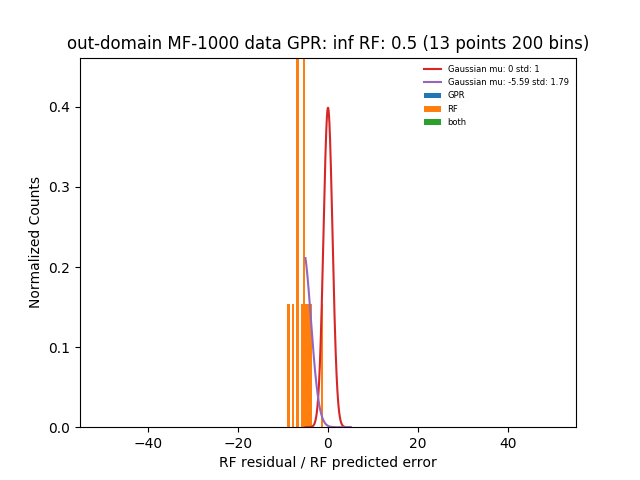 out-domain MF-1000 data GPR: inf RF: 0.5 (13 points 200 bins)
Gaussian mu: 0 std: 1
Gaussian mu: -5.59 std: 1.79
GPR
RF
both
Normalized Counts
0.4
0.3
0.2
0.1
0.0
−40
−20
0
20
40
RF residual / RF predicted error